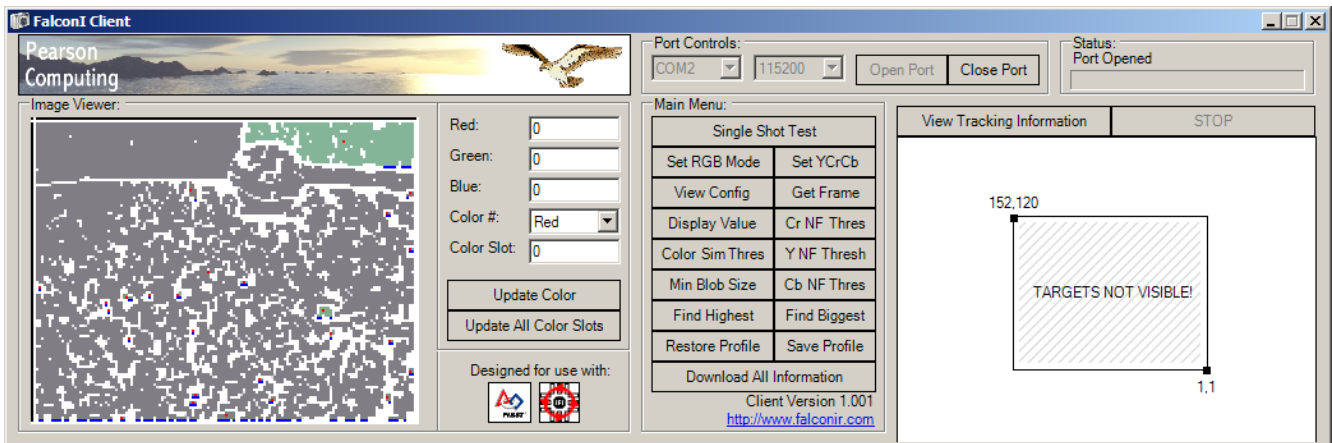 FalconI Client
Pearson
Computing
Port Controls:
COM2
115200
Open Port
Close Port
Status:
Port Opened
Image Viewer:
Red:
0
Green:
0
Blue:
0
Color #:
Red
Color Slot:
0
Update Color
Update All Color Slots
Designed for use with:
FIRST
Main Menu:
Single Shot Test
Set RGB Mode
Set YCrCb
View Config
Get Frame
Display Value
Cr NF Thres
Color Sim Thres
Y NF Thresh
Min Blob Size
Cb NF Thres
Find Highest
Find Biggest
Restore Profile
Save Profile
Download All Information
Client Version 1.001
http://www.falconir.com
View Tracking Information
STOP
152,120
TARGETS NOT VISIBLE!
1,1